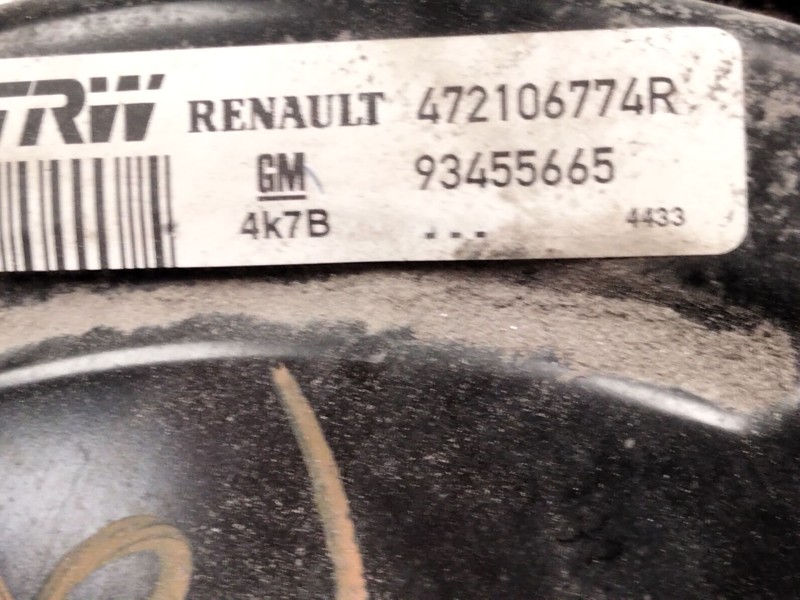 TRW RENAULT 472106774R
GM 93455665
4k7B ... 4433